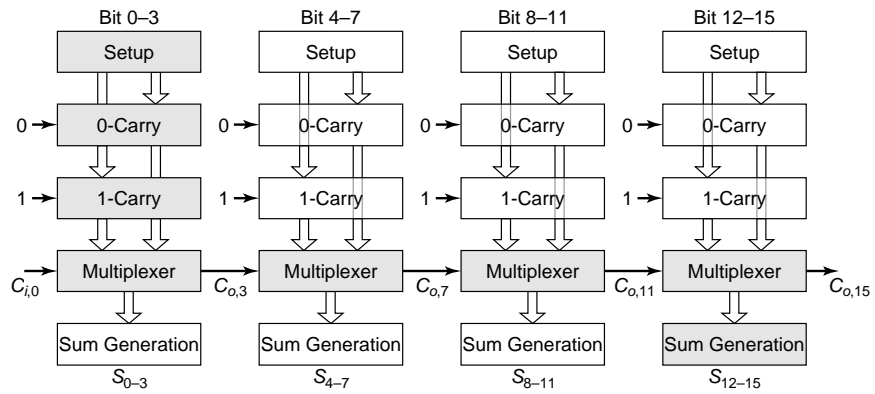 Bit 0–3 Bit 4–7 Bit 8–11 Bit 12–15
Setup Setup Setup Setup
0 0-Carry 0 0-Carry 0 0-Carry 0 0-Carry
1 1-Carry 1 1-Carry 1 1-Carry 1 1-Carry
Multiplexer Multiplexer Multiplexer Multiplexer
Ci,0 Co,3 Co,7 Co,11 Co,15
Sum Generation Sum Generation Sum Generation Sum Generation
S0–3 S4–7 S8–11 S12–15